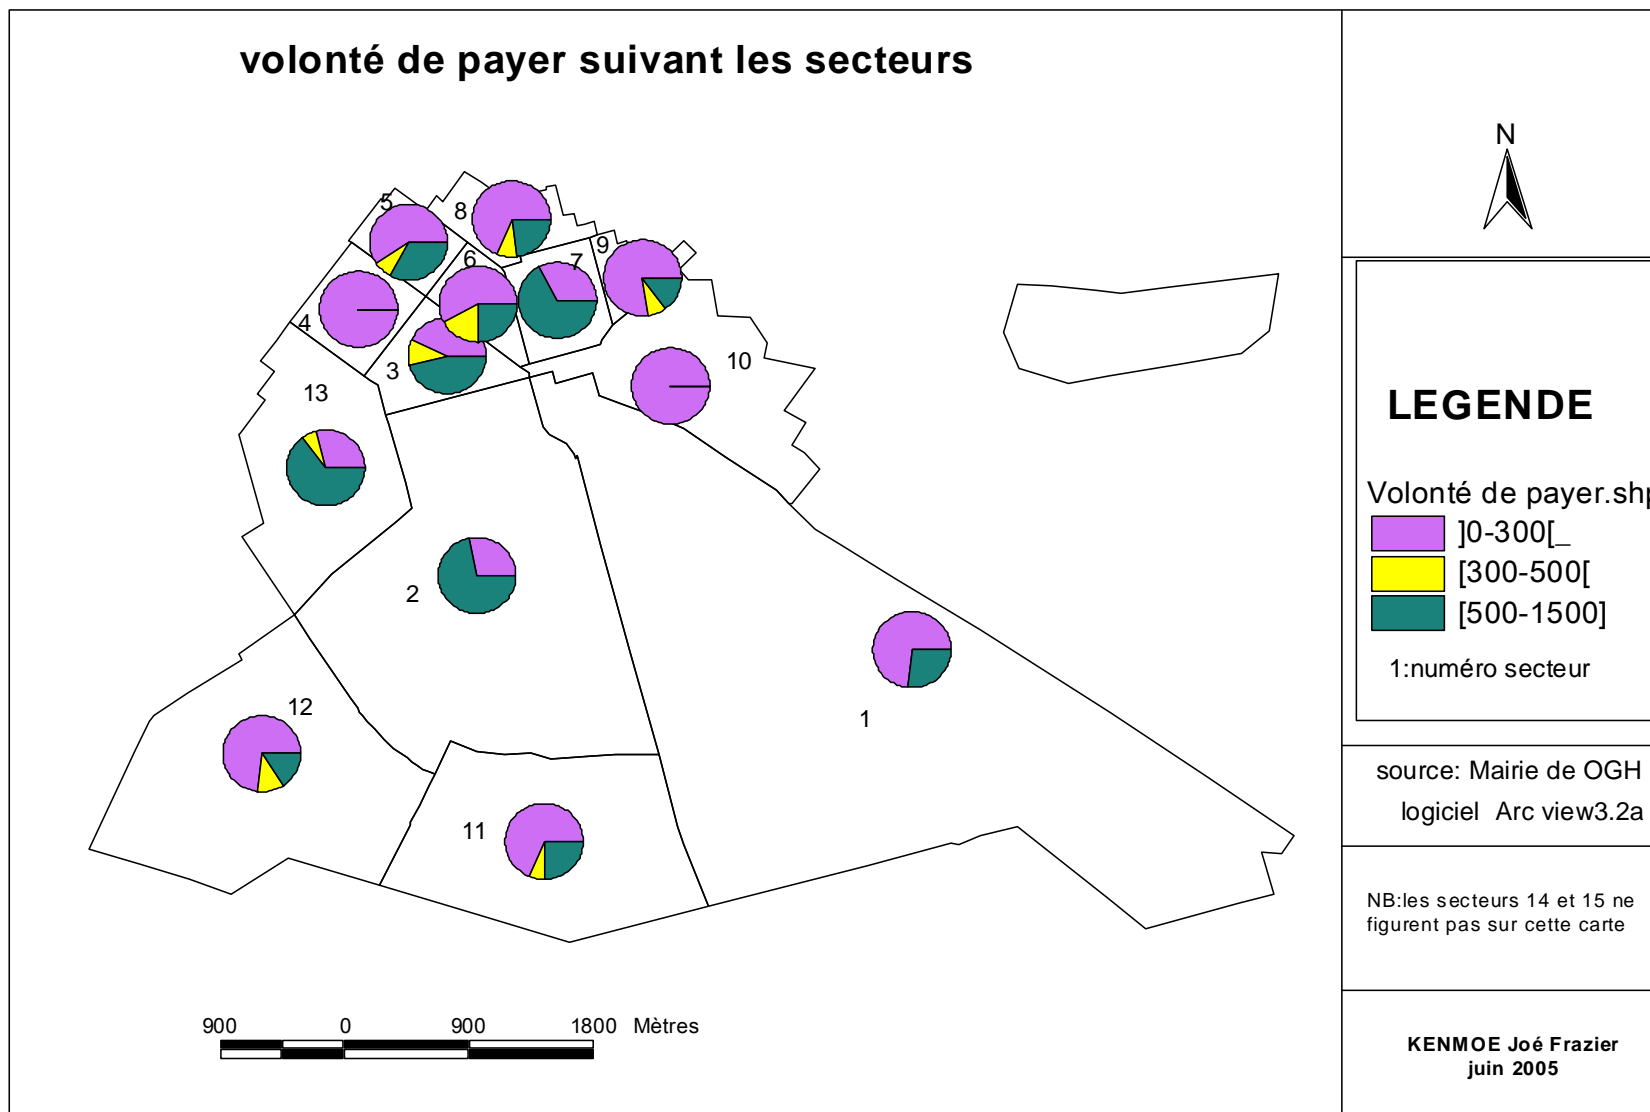 volonté de payer suivant les secteurs
5
8
9
6
7
4
3
10
13
2
1
12
11
900 0 900 1800 Mètres
N
LEGENDE
Volonté de payer.shp
]0-300[_
[300-500[
[500-1500]
1:numéro secteur
source: Mairie de OGH
logiciel Arc view3.2a
NB:les secteurs 14 et 15 ne
figurent pas sur cette carte
KENMOE Joé Frazier
juin 2005